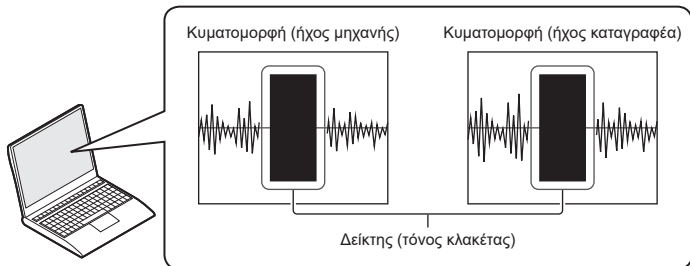 Κυματομορφή (ήχος μηχανής)
Κυματομορφή (ήχος καταγραφέα)
Δείκτης (τόνος κλακέτας)